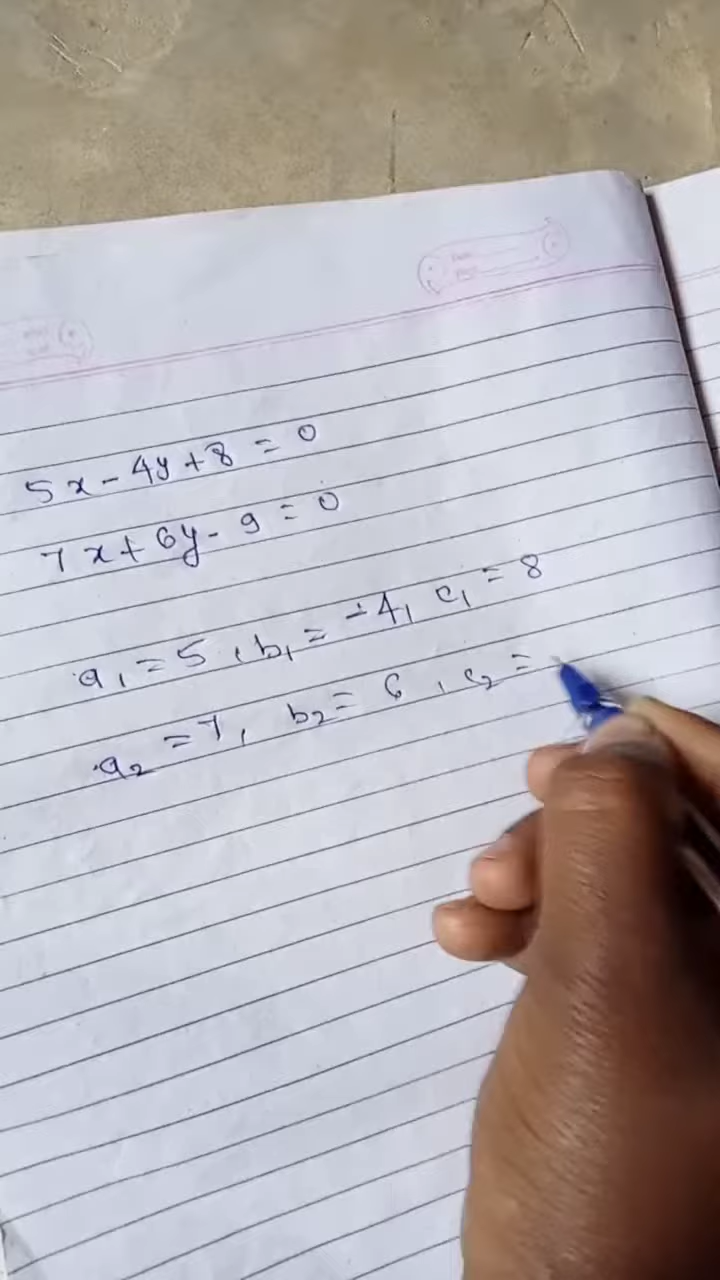 5x-4y+8=0
7x+6y-9=0
a₁=5, b₁=-4, c₁=8
a₂=7, b₂=6, c₂=